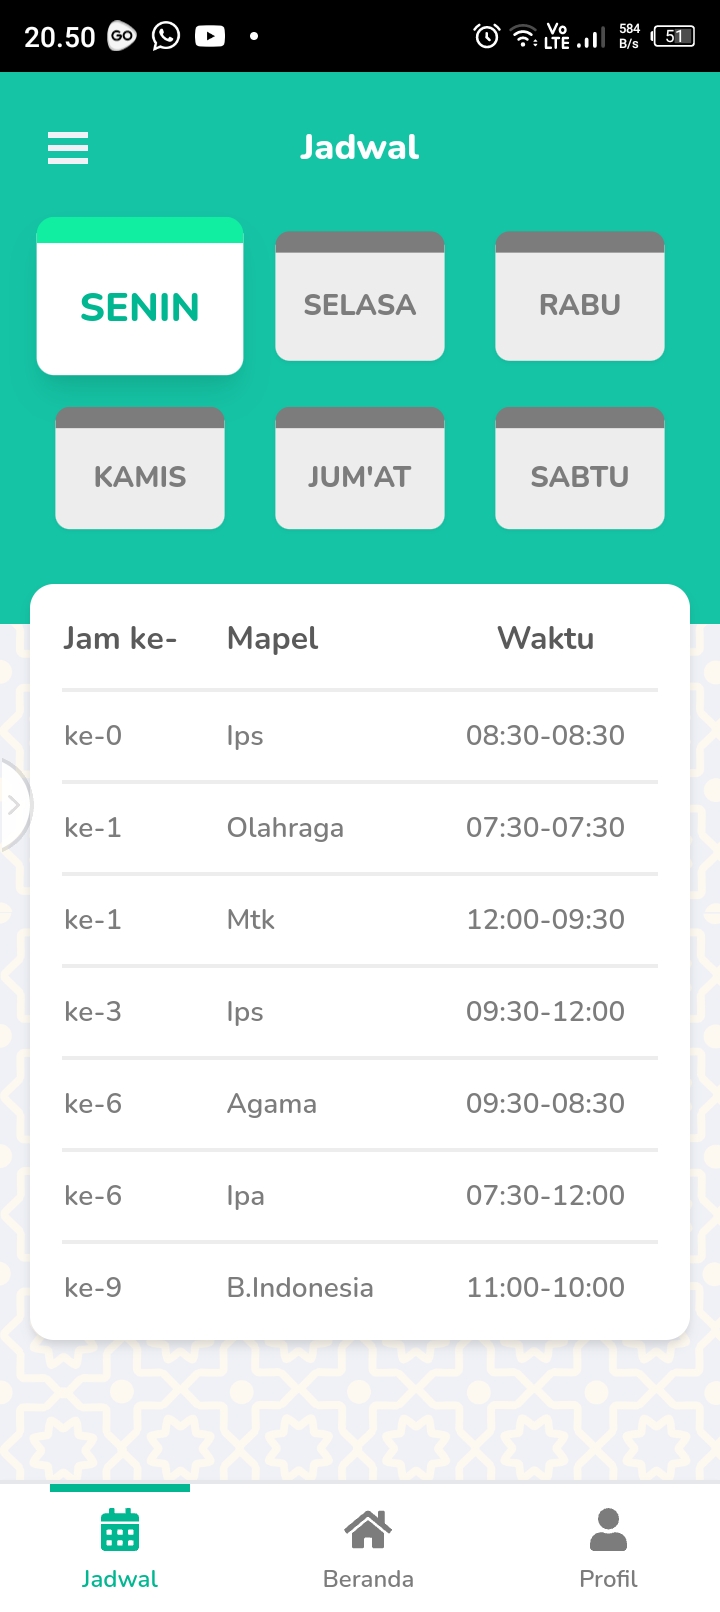 20.50 GO Vo LTE 584 B/s 51
Jadwal
SENIN SELASA RABU
KAMIS JUM'AT SABTU
Jam ke- Mapel Waktu
ke-0 Ips 08:30-08:30
ke-1 Olahraga 07:30-07:30
ke-1 Mtk 12:00-09:30
ke-3 Ips 09:30-12:00
ke-6 Agama 09:30-08:30
ke-6 Ipa 07:30-12:00
ke-9 B.Indonesia 11:00-10:00
Jadwal Beranda Profil